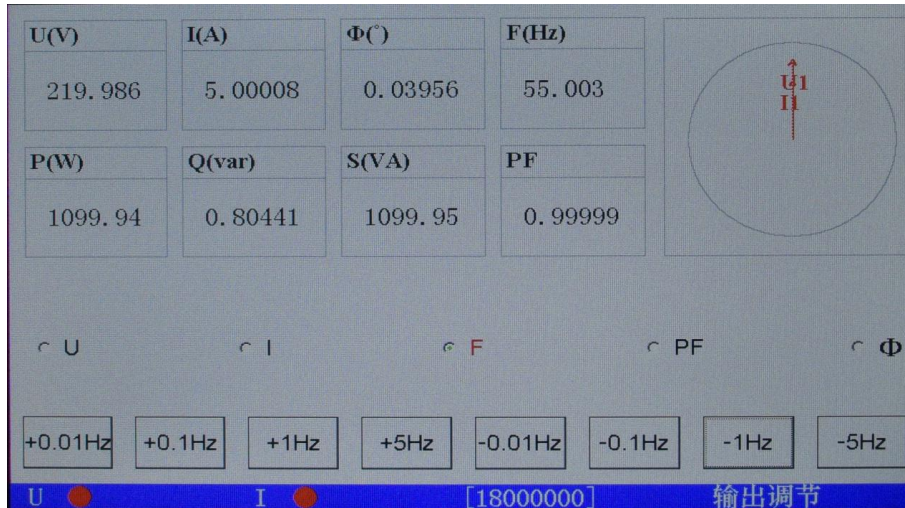 U(V) I(A) Φ(°) F(Hz)
219.986 5.00008 0.03956 55.003
U1
I1
P(W) Q(var) S(VA) PF
1099.94 0.80441 1099.95 0.99999
U I F PF Φ
+0.01Hz +0.1Hz +1Hz +5Hz -0.01Hz -0.1Hz -1Hz -5Hz
U I [18000000] 输出调节